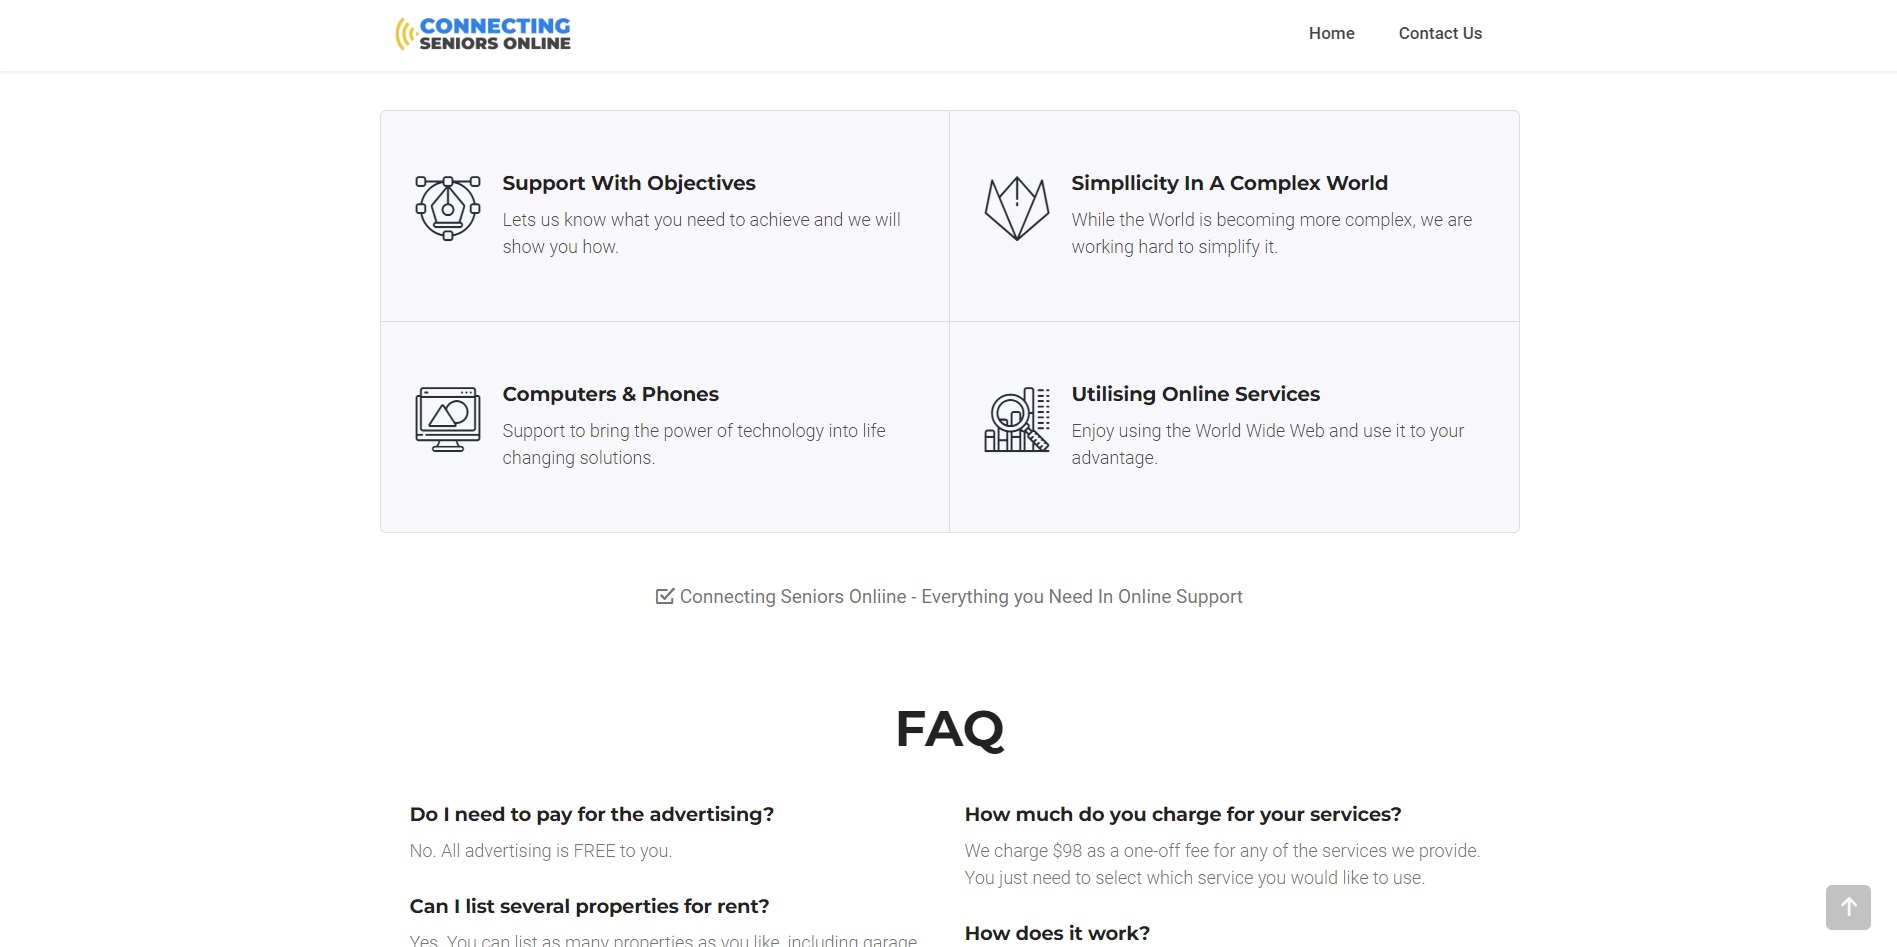 CONNECTING
SENIORS ONLINE
Home
Contact Us
Support With Objectives
Lets us know what you need to achieve and we will
show you how.
Simpllicity In A Complex World
While the World is becoming more complex, we are
working hard to simplify it.
Computers & Phones
Support to bring the power of technology into life
changing solutions.
Utilising Online Services
Enjoy using the World Wide Web and use it to your
advantage.
Connecting Seniors Onliine - Everything you Need In Online Support
FAQ
Do I need to pay for the advertising?
No. All advertising is FREE to you.
Can I list several properties for rent?
Yes. You can list as many properties as you like, including garage
How much do you charge for your services?
We charge $98 as a one-off fee for any of the services we provide.
You just need to select which service you would like to use.
How does it work?